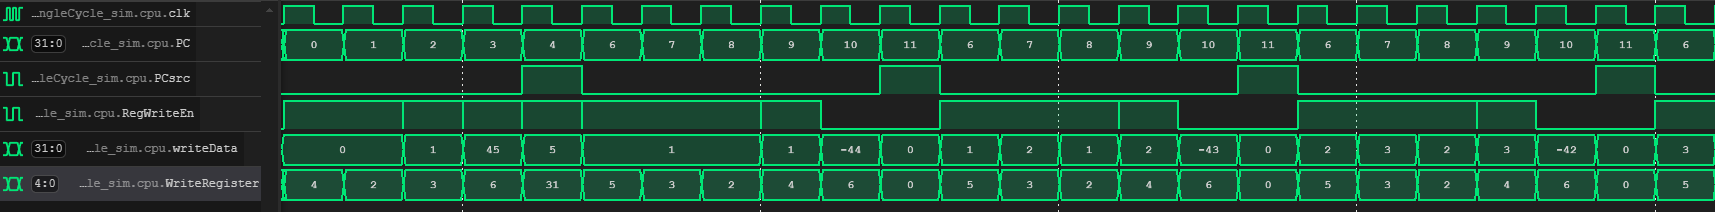 …ngleCycle_sim.cpu.clk
31:0 …cle_sim.cpu.PC 0 1 2 3 4 6 7 8 9 10 11 6 7 8 9 10 11 6 7 8 9 10 11 6
…leCycle_sim.cpu.PCsrc
…le_sim.cpu.RegWriteEn
31:0 …le_sim.cpu.writeData 0 1 45 5 1 1 -44 0 1 2 1 2 -43 0 2 3 2 3 -42 0 3
4:0 …le_sim.cpu.WriteRegister 4 2 3 6 31 5 3 2 4 6 0 5 3 2 4 6 0 5 3 2 4 6 0 5